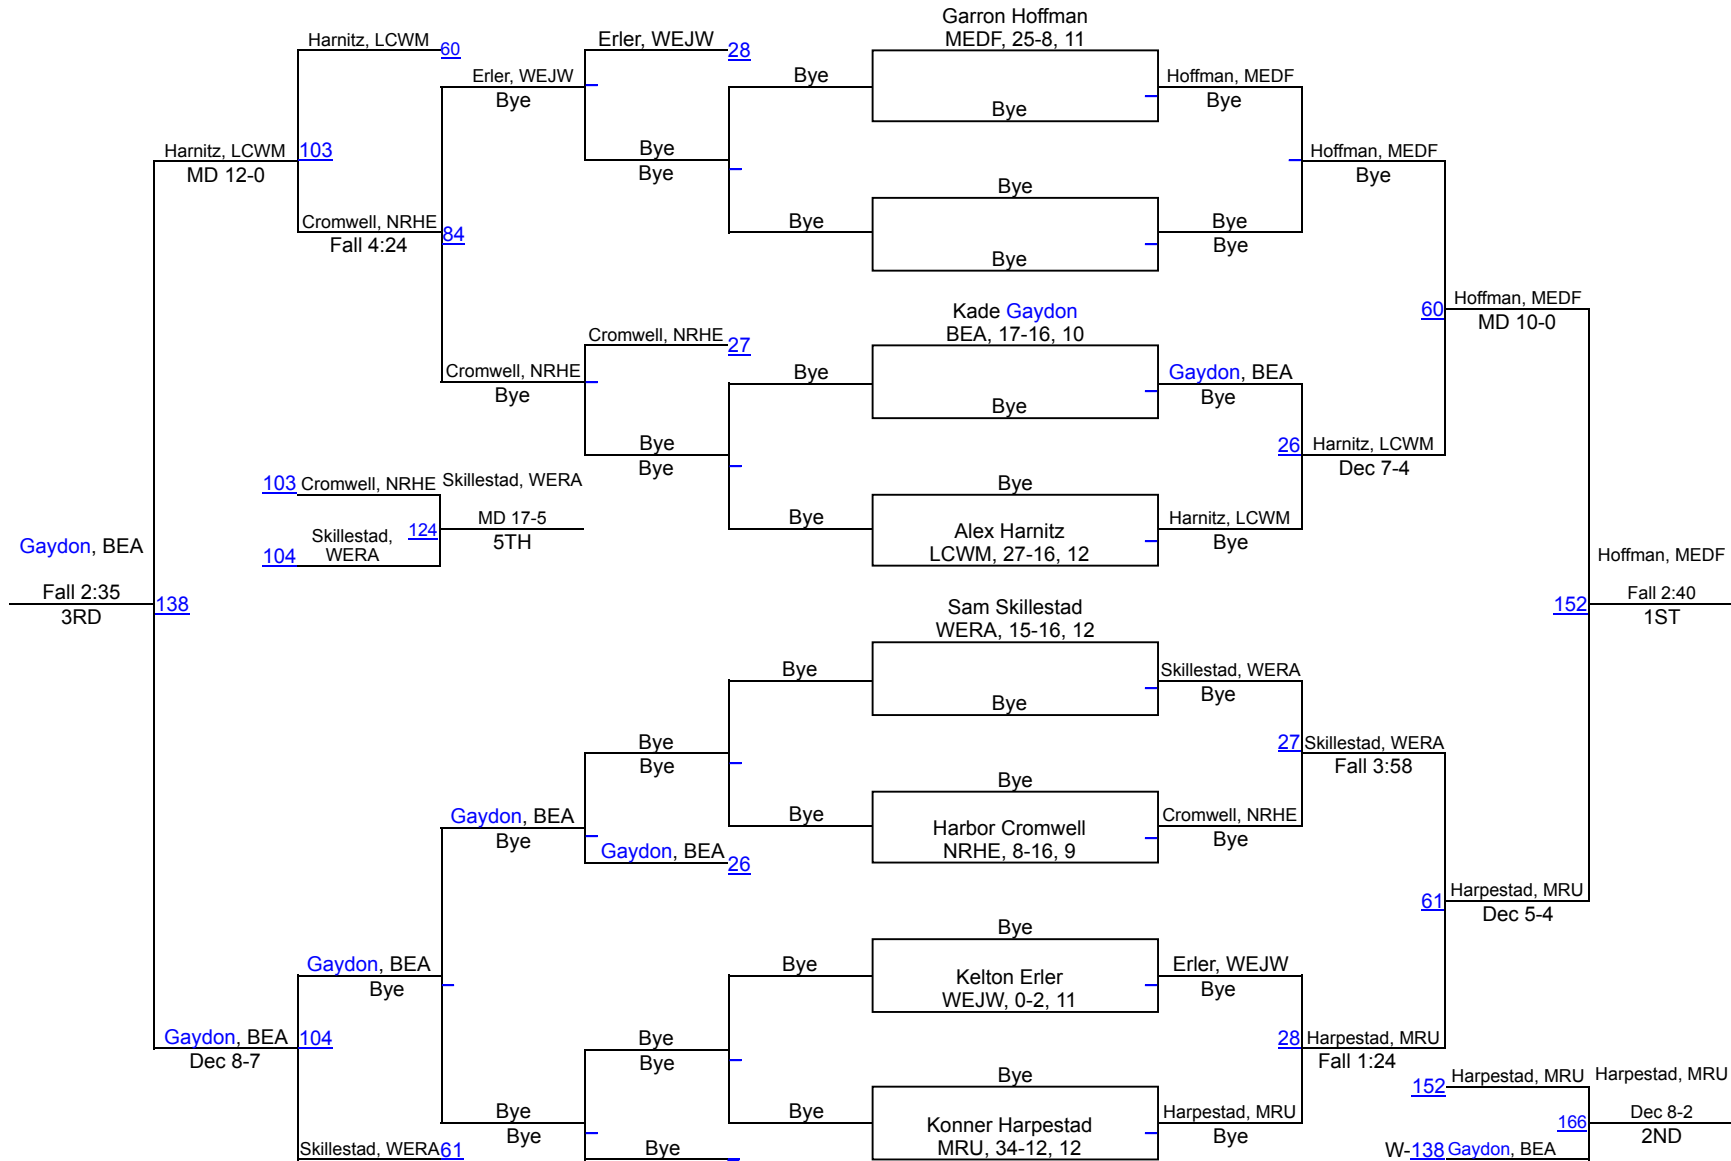 Garron Hoffman
MEDF, 25-8, 11
Harnitz, LCWM
60
Erler, WEJW
28
Erler, WEJW
Bye
Bye
Hoffman, MEDF
Bye
Bye
Harnitz, LCWM
103
MD 12-0
Bye
Bye
Hoffman, MEDF
Bye
Bye
Cromwell, NRHE
84
Fall 4:24
Bye
Bye
Bye
Bye
Kade Gaydon
BEA, 17-16, 10
60
Hoffman, MEDF
MD 10-0
Cromwell, NRHE
27
Cromwell, NRHE
Bye
Bye
Gaydon, BEA
Bye
Bye
Bye
Bye
26
Harnitz, LCWM
Dec 7-4
103
Cromwell, NRHE
Skillestad, WERA
Bye
MD 17-5
5TH
124
Skillestad,
WERA
104
Bye
Alex Harnitz
LCWM, 27-16, 12
Harnitz, LCWM
Bye
Gaydon, BEA
Fall 2:35
3RD
138
Hoffman, MEDF
152
Fall 2:40
1ST
Sam Skillestad
WERA, 15-16, 12
Bye
Bye
Skillestad, WERA
Bye
Bye
Bye
27
Skillestad, WERA
Fall 3:58
Bye
Gaydon, BEA
Bye
Bye
Harbor Cromwell
NRHE, 8-16, 9
Cromwell, NRHE
Bye
Gaydon, BEA
26
61
Harpestad, MRU
Dec 5-4
Bye
Gaydon, BEA
Bye
Bye
Kelton Erler
WEJW, 0-2, 11
Erler, WEJW
Bye
Gaydon, BEA
104
Dec 8-7
Bye
Bye
28
Harpestad, MRU
Fall 1:24
Bye
152
Harpestad, MRU
Harpestad, MRU
Bye
Bye
Bye
Konner Harpestad
MRU, 34-12, 12
Harpestad, MRU
Bye
166
Dec 8-2
2ND
Skillestad, WERA
61
Bye
W-138
Gaydon, BEA